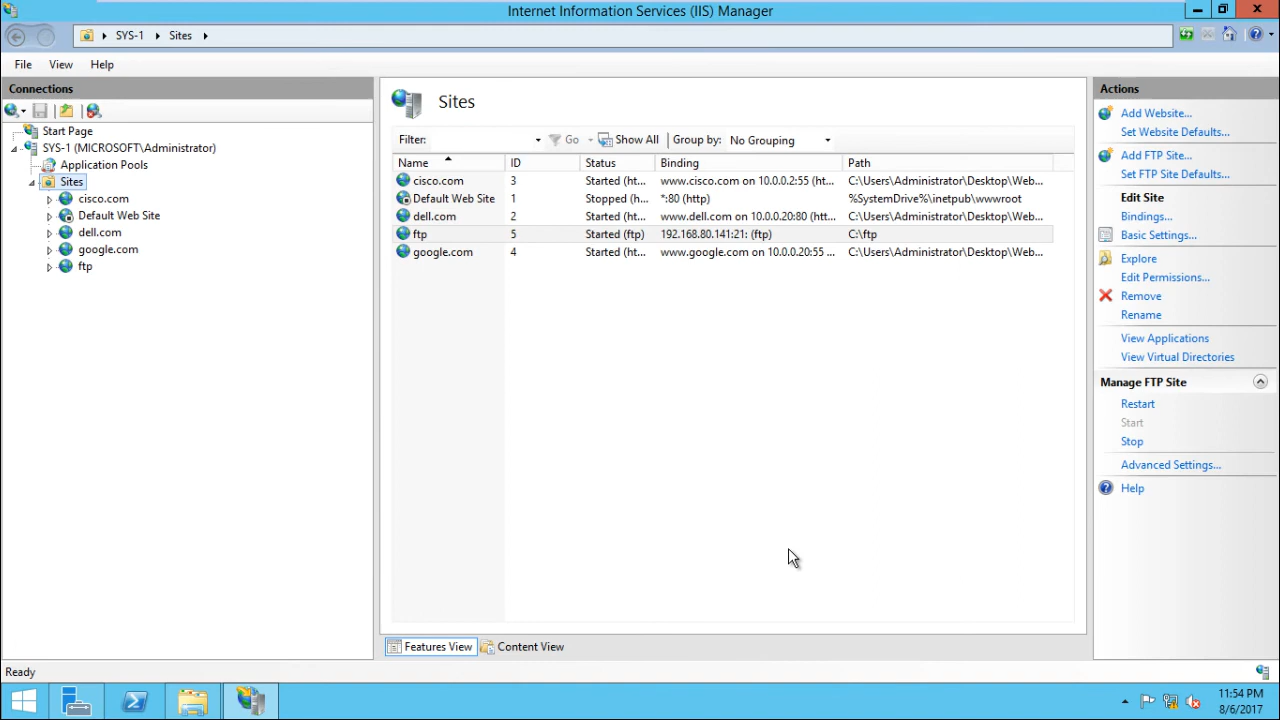 Internet Information Services (IIS) Manager
SYS-1 Sites
File View Help
Connections
Start Page
SYS-1 (MICROSOFT\Administrator)
Application Pools
Sites
cisco.com
Default Web Site
dell.com
google.com
ftp
Sites
Filter: Go Show All Group by: No Grouping
Name ID Status Binding Path
cisco.com 3 Started (ht... www.cisco.com on 10.0.0.2:55 (ht... C:\Users\Administrator\Desktop\Web...
Default Web Site 1 Stopped (ht... *:80 (http) %SystemDrive%\inetpub\wwwroot
dell.com 2 Started (ht... www.dell.com on 10.0.0.20:80 (htt... C:\Users\Administrator\Desktop\Web...
ftp 5 Started (ftp) 192.168.80.141:21: (ftp) C:\ftp
google.com 4 Started (ht... www.google.com on 10.0.0.20:55 ... C:\Users\Administrator\Desktop\Web...
Features View Content View
Actions
Add Website...
Set Website Defaults...
Add FTP Site...
Set FTP Site Defaults...
Edit Site
Bindings...
Basic Settings...
Explore
Edit Permissions...
Remove
Rename
View Applications
View Virtual Directories
Manage FTP Site
Restart
Start
Stop
Advanced Settings...
Help
Ready
11:54 PM
8/6/2017